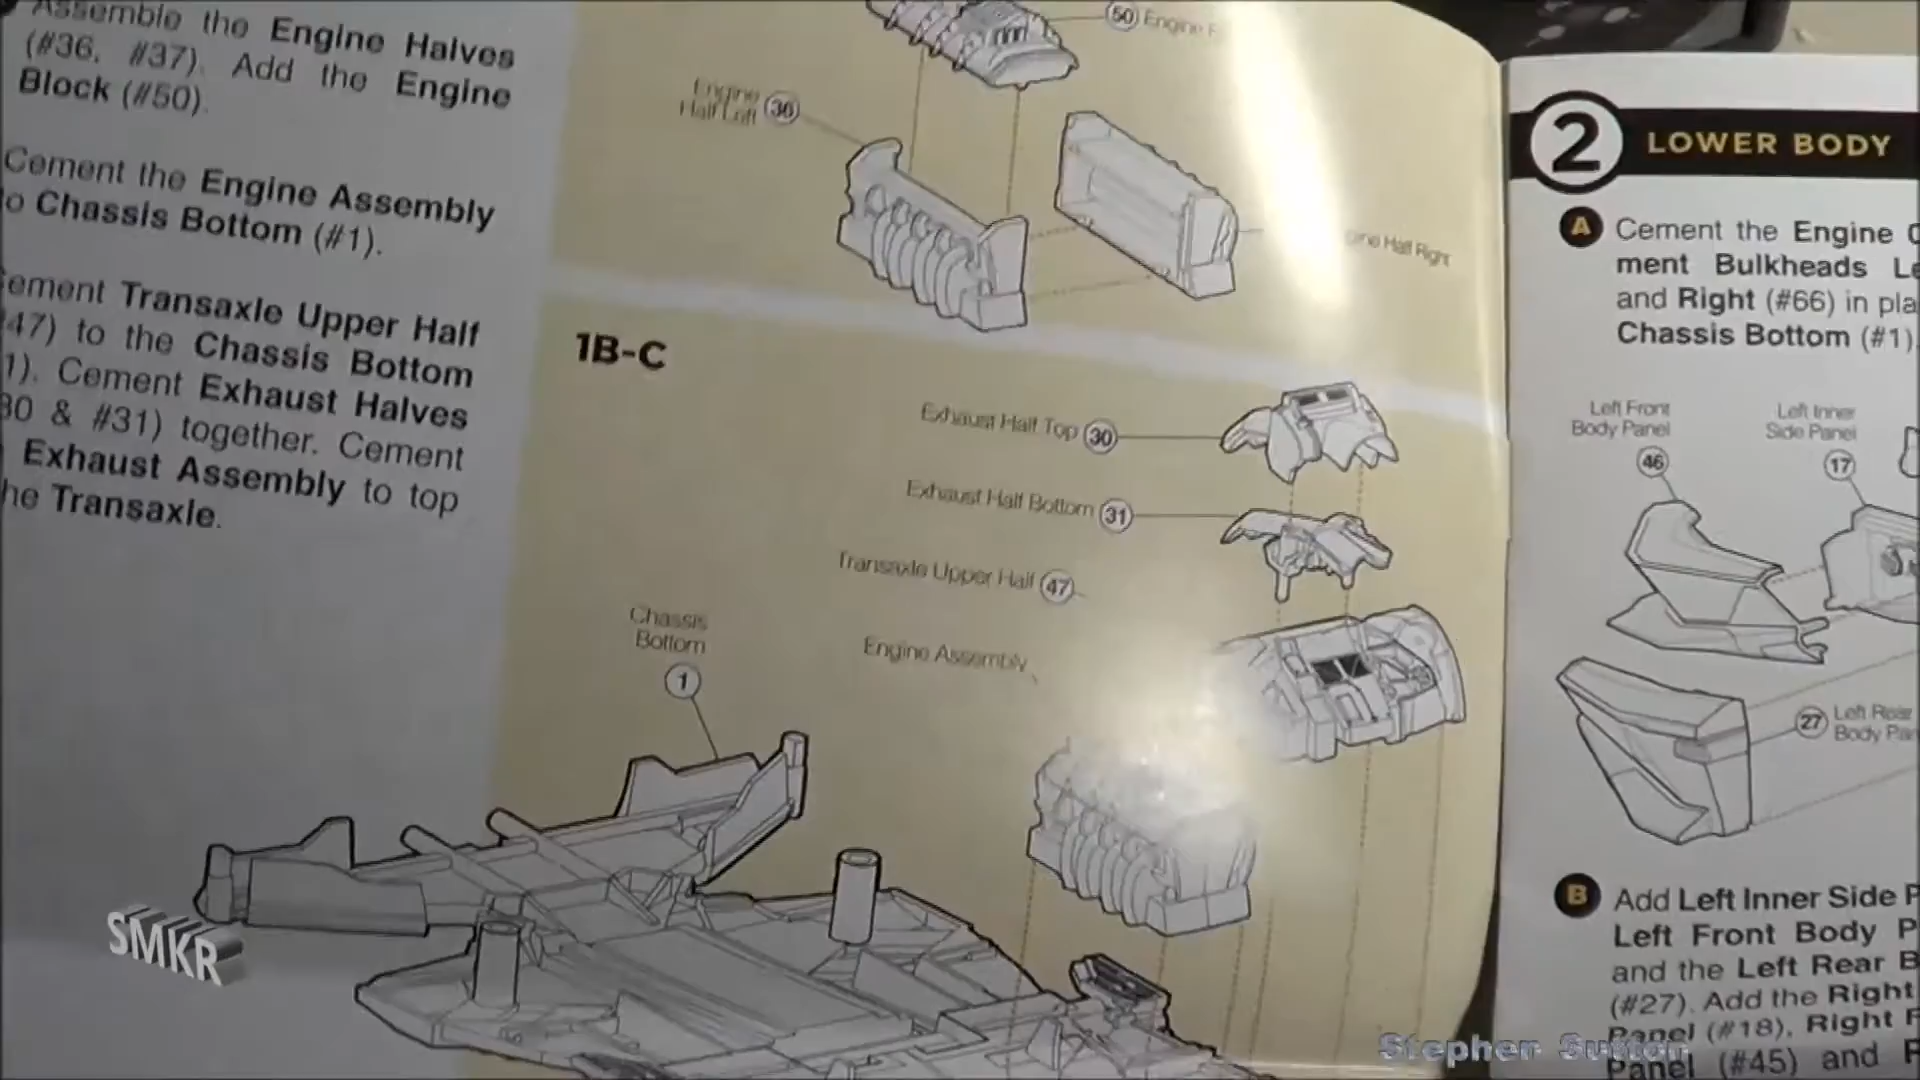 Assemble the Engine Halves
(#36, #37). Add the Engine
Block (#50).
Cement the Engine Assembly
o Chassis Bottom (#1).
ement Transaxle Upper Half
47) to the Chassis Bottom
1). Cement Exhaust Halves
30 & #31) together. Cement
Exhaust Assembly to top
he Transaxle.
50 Engine
Engine
Half Left 36
Half Right
1B-C
Exhaust Half Top 30
Exhaust Half Bottom 31
Transaxle Upper Half 47
Engine Assembly
Chassis
Bottom
1
2 LOWER BODY
A Cement the Engine
ment Bulkheads
and Right (#66) in
Chassis Bottom (#1)
Left Front
Body Panel
46
Left Inner
Side Panel
17
27 Left Rear
Body
B Add Left Inner Side
Left Front Body
and the Left Rear
(#27). Add the Right
Panel (#18), Right
Panel (#45) and
SMKR
Stephen Sutton